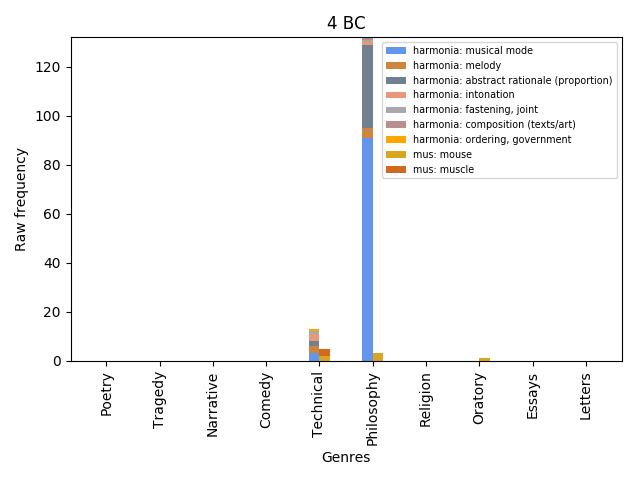 4 BC
harmonia: musical mode
harmonia: melody
harmonia: abstract rationale (proportion)
harmonia: intonation
harmonia: fastening, joint
harmonia: composition (texts/art)
harmonia: ordering, government
mus: mouse
mus: muscle
Raw frequency
120
100
80
60
40
20
0
Poetry
Tragedy
Narrative
Comedy
Technical
Philosophy
Religion
Oratory
Essays
Letters
Genres